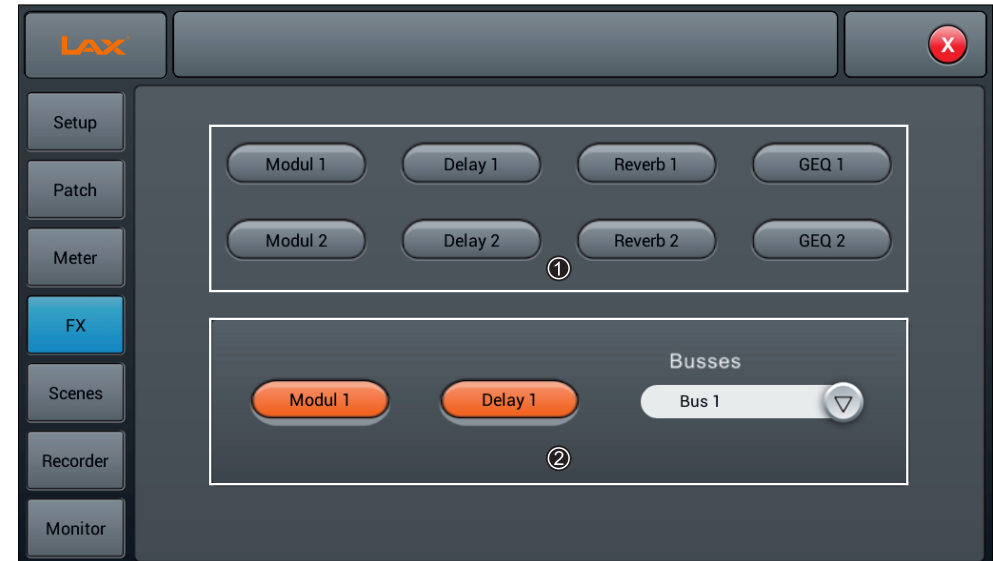 LAX
X
Setup
Patch
Meter
FX
Scenes
Recorder
Monitor
Modul 1 Delay 1 Reverb 1 GEQ 1
Modul 2 Delay 2 Reverb 2 GEQ 2
①
Busses
Modul 1 Delay 1 Bus 1
②